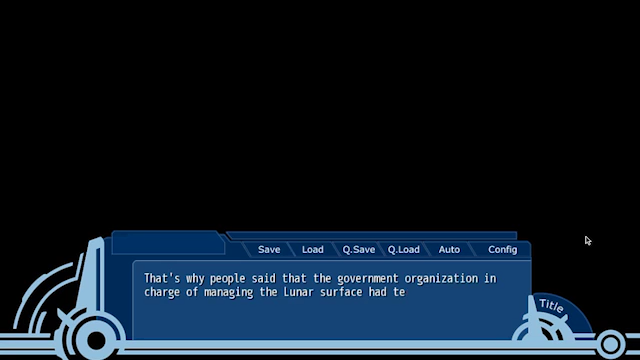 Save Load Q.Save Q.Load Auto Config
That's why people said that the government organization in
charge of managing the Lunar surface had te
Title